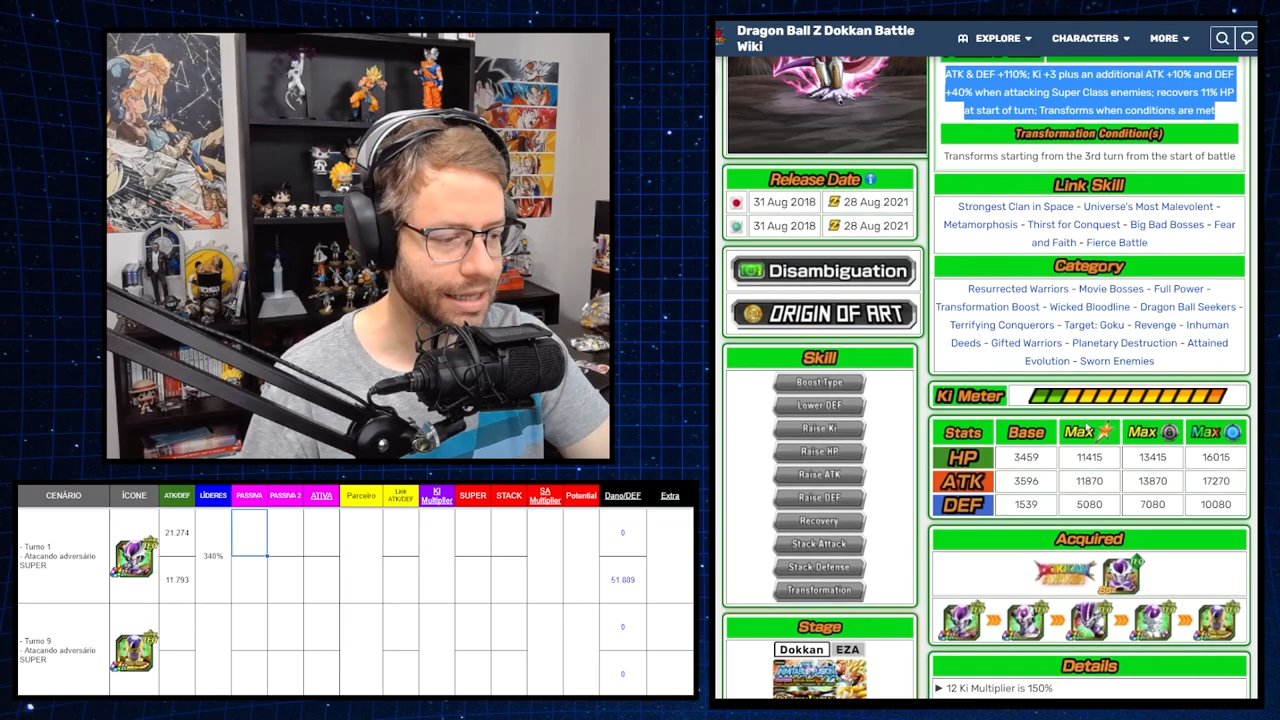 Dragon Ball Z Dokkan Battle
Wiki
EXPLORE
CHARACTERS
MORE
ATK & DEF +110%; Ki +3 plus an additional ATK +10% and DEF
+40% when attacking Super Class enemies; recovers 11% HP
at start of turn; Transforms when conditions are met
Transformation Condition(s)
Transforms starting from the 3rd turn from the start of battle
Release Date
31 Aug 2018 28 Aug 2021
31 Aug 2018 28 Aug 2021
Disambiguation
ORIGIN OF ART
Skill
Boost Type
Lower DEF
Raise Ki
Raise HP
Raise ATK
Raise DEF
Recovery
Stack Attack
Stack Defense
Transformation
Stage
Dokkan EZA
Link Skill
Strongest Clan in Space - Universe's Most Malevolent -
Metamorphosis - Thirst for Conquest - Big Bad Bosses - Fear
and Faith - Fierce Battle
Category
Resurrected Warriors - Movie Bosses - Full Power -
Transformation Boost - Wicked Bloodline - Dragon Ball Seekers -
Terrifying Conquerors - Target: Goku - Revenge - Inhuman
Deeds - Gifted Warriors - Planetary Destruction - Attained
Evolution - Sworn Enemies
Ki Meter
Stats Base Max Max Max
HP 3459 11415 13415 16015
ATK 3596 11870 13870 17270
DEF 1539 5080 7080 10080
Acquired
Details
► 12 Ki Multiplier is 150%
CENÁRIO ÍCONE ATK/DEF LÍDERES PASSIVA PASSIVA 2 ATIVA Parceiro Link ATK/DEF KI Multiplier SUPER STACK SA Multiplier Potential Dano/DEF Extra
- Turno 1
- Atacando adversário
SUPER
21.274
340%
11.793
0
51.889
- Turno 9
- Atacando adversário
SUPER
0
0